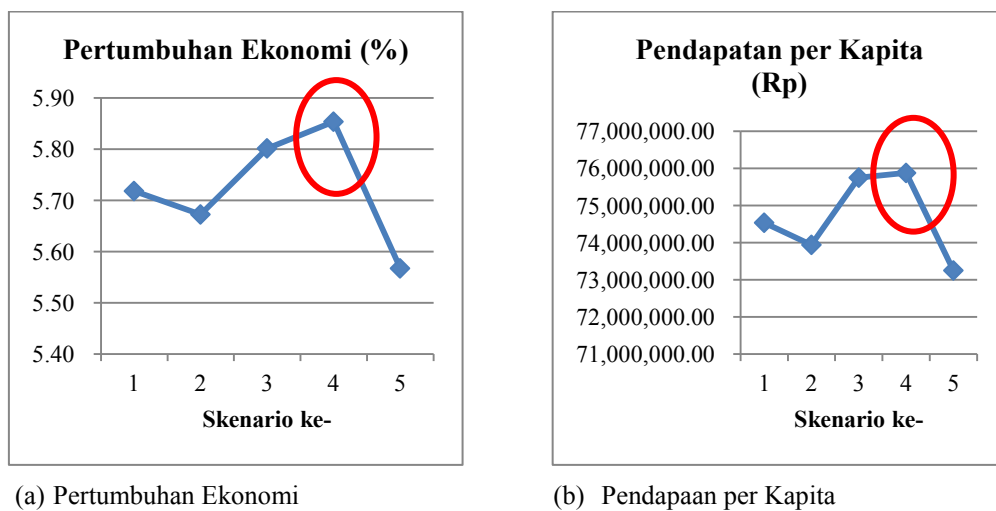 Pertumbuhan Ekonomi (%)
5.90
5.80
5.70
5.60
5.50
5.40
1 2 3 4 5
Skenario ke-
(a) Pertumbuhan Ekonomi
Pendapatan per Kapita
(Rp)
77,000,000.00
76,000,000.00
75,000,000.00
74,000,000.00
73,000,000.00
72,000,000.00
71,000,000.00
1 2 3 4 5
Skenario ke-
(b) Pendapaan per Kapita